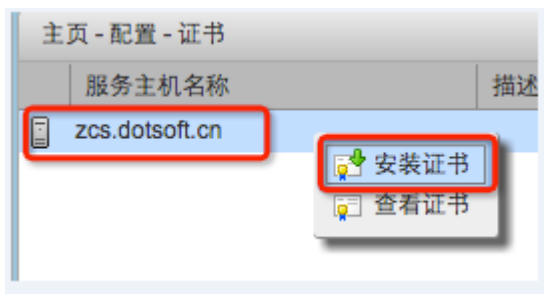 主页 - 配置 - 证书
服务主机名称 描述
zcs.dotsoft.cn
安装证书
查看证书